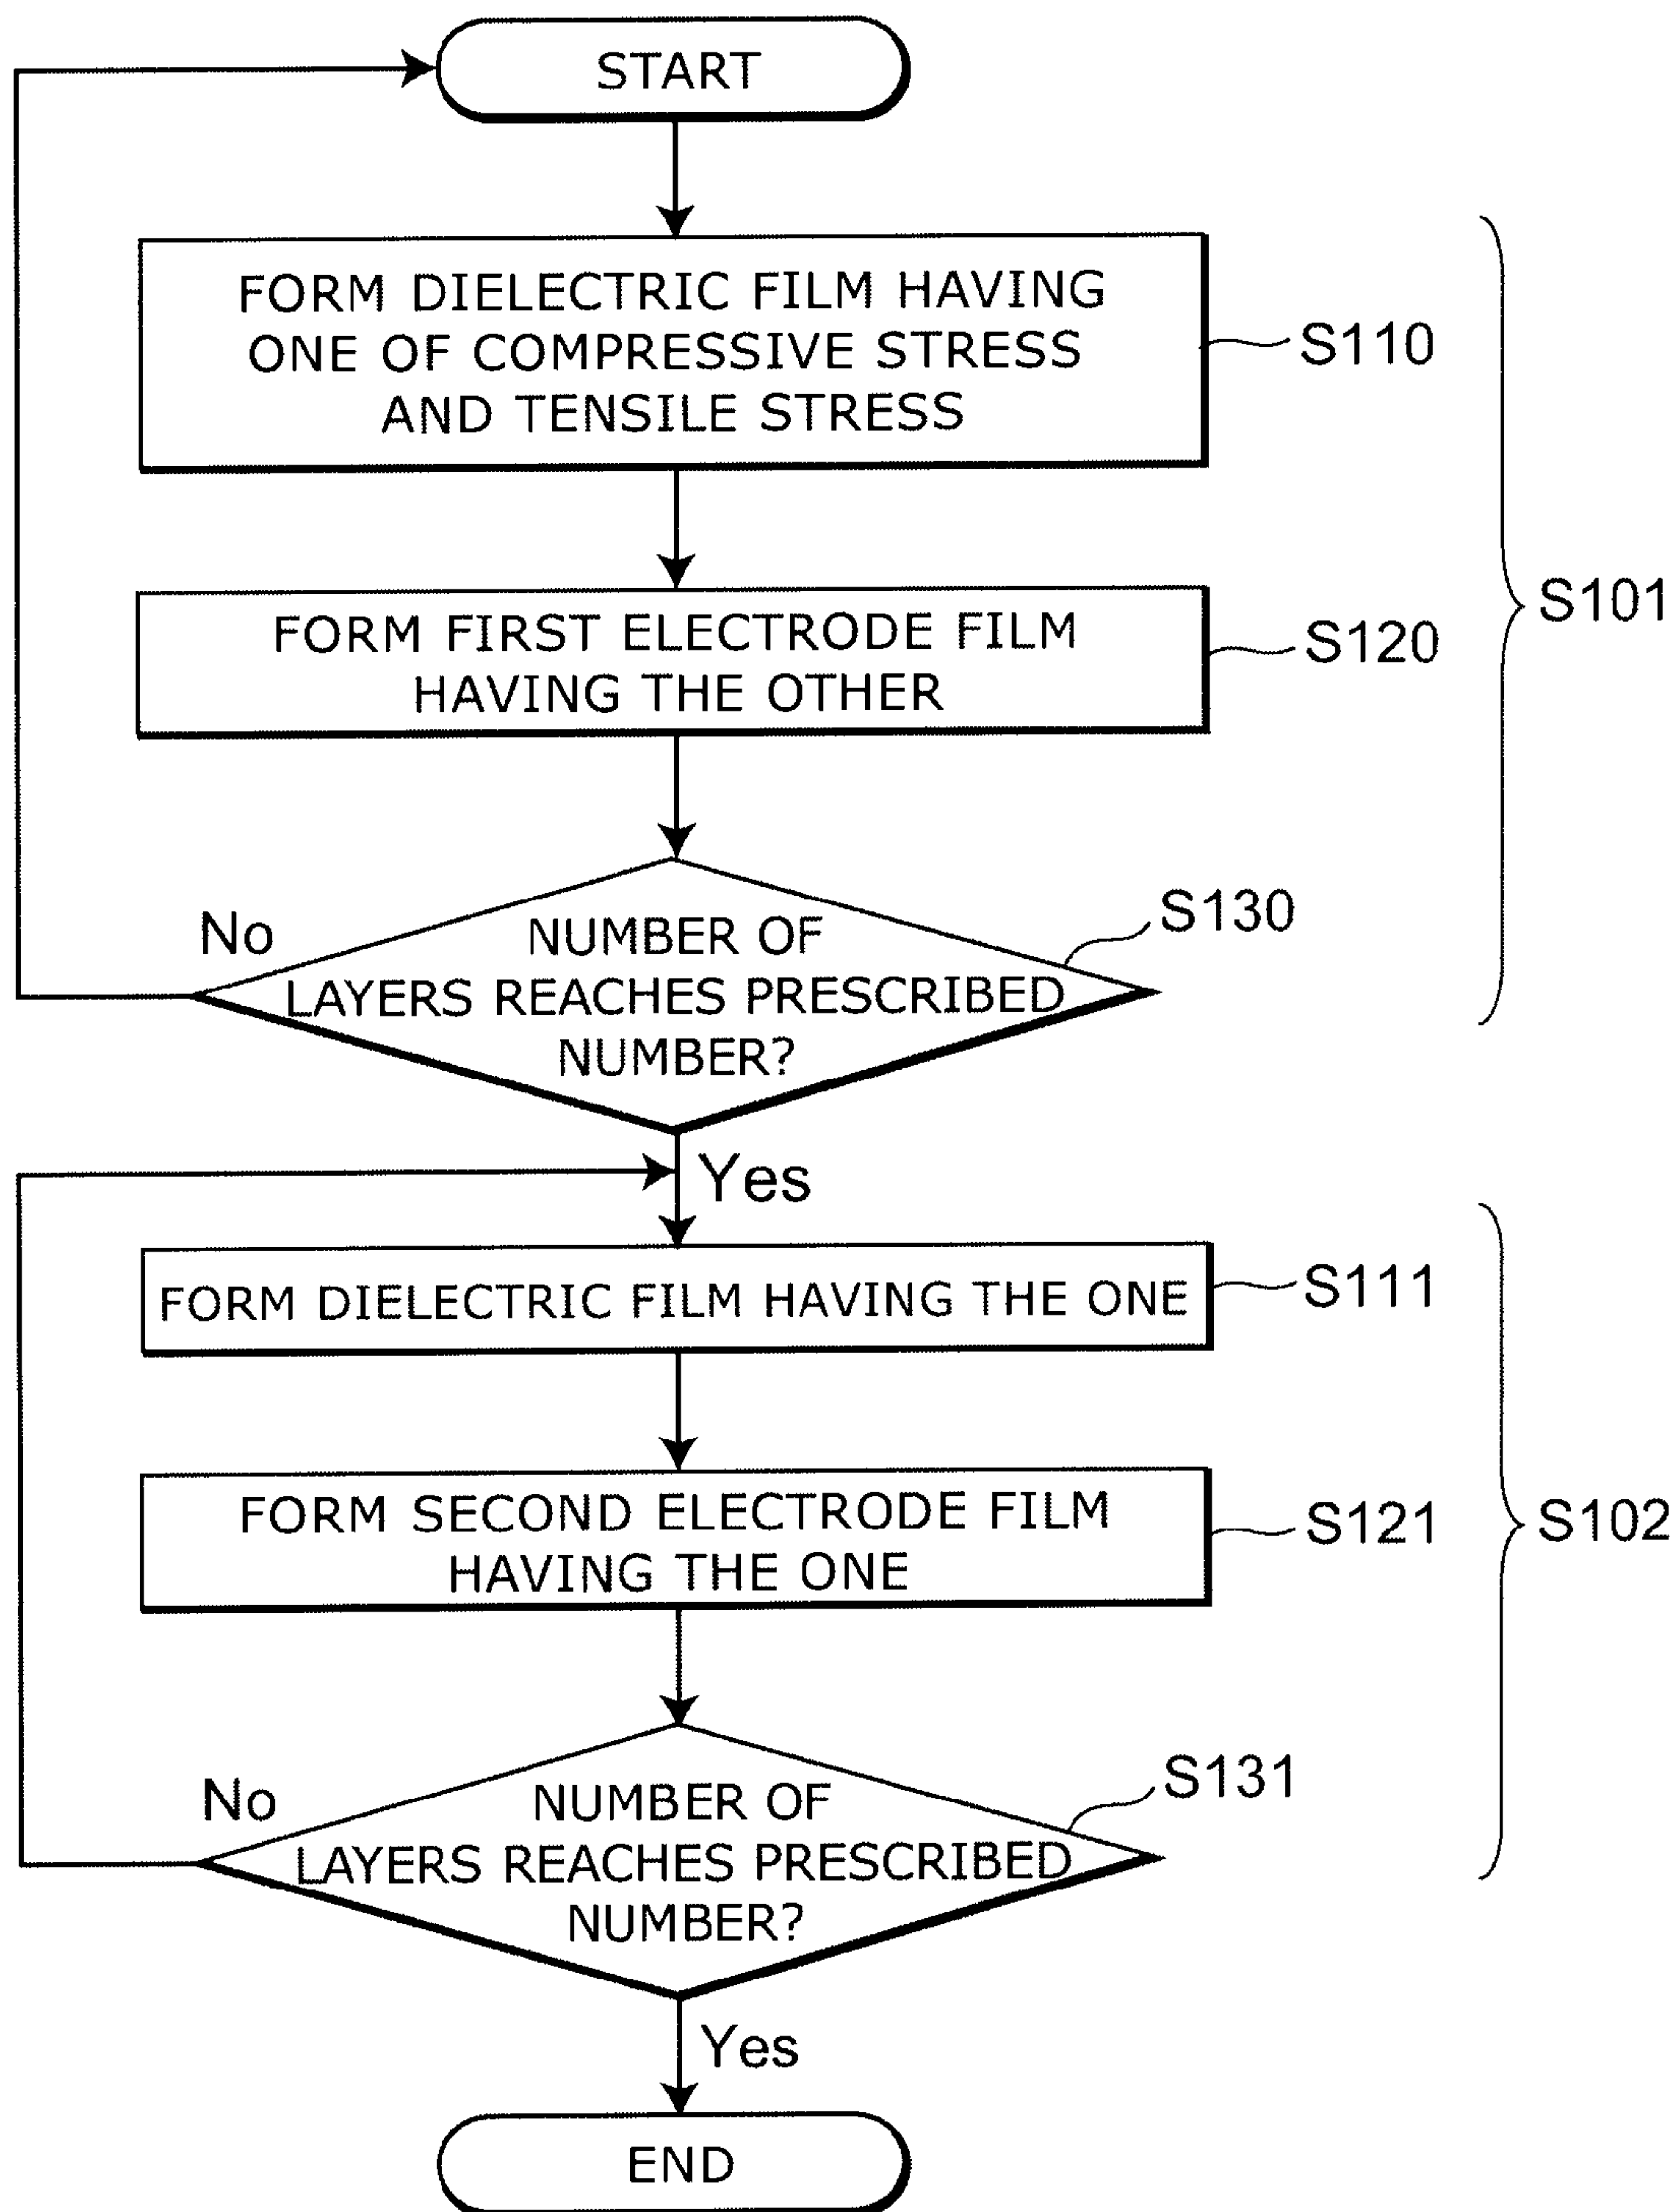 START
FORM DIELECTRIC FILM HAVING
ONE OF COMPRESSIVE STRESS
AND TENSILE STRESS
S110
FORM FIRST ELECTRODE FILM
HAVING THE OTHER
S120
S101
No
NUMBER OF
LAYERS REACHES PRESCRIBED
NUMBER?
S130
Yes
FORM DIELECTRIC FILM HAVING THE ONE
S111
FORM SECOND ELECTRODE FILM
HAVING THE ONE
S121
S102
No
NUMBER OF
LAYERS REACHES PRESCRIBED
NUMBER?
S131
Yes
END